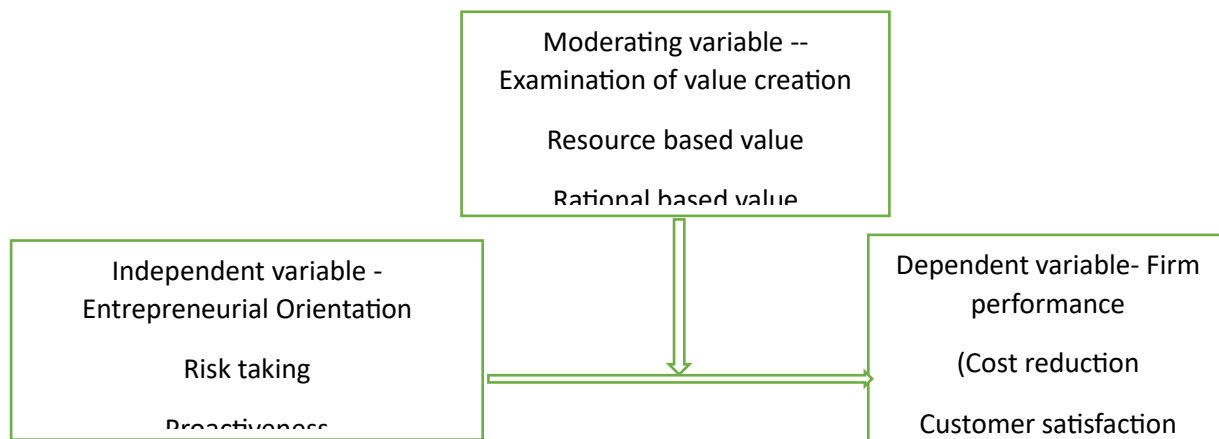 Moderating variable --
Examination of value creation
Resource based value
Rational based value
Independent variable -
Entrepreneurial Orientation
Risk taking
Proactiveness
Dependent variable- Firm
performance
(Cost reduction
Customer satisfaction